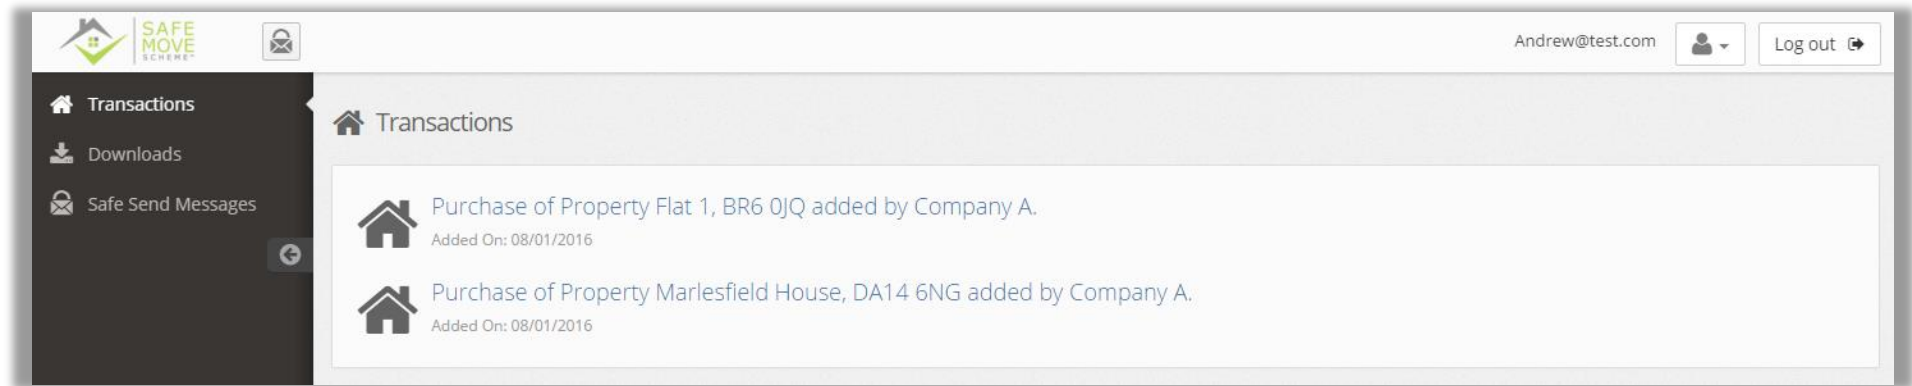 SAFE
MOVE
SCHEME
Andrew@test.com
Log out
Transactions
Downloads
Safe Send Messages
Transactions
Purchase of Property Flat 1, BR6 0JQ added by Company A.
Added On: 08/01/2016
Purchase of Property Marlesfield House, DA14 6NG added by Company A.
Added On: 08/01/2016